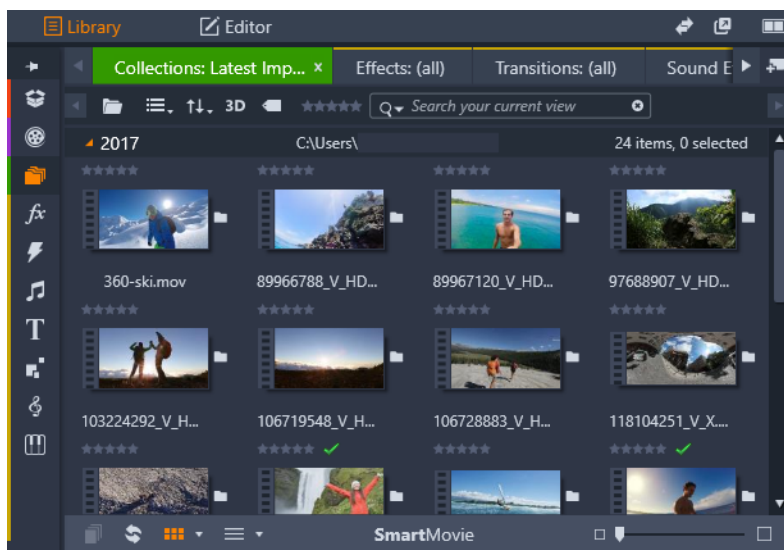 Library Editor
Collections: Latest Imp... × Effects: (all) Transitions: (all) Sound E
3D Search your current view
2017 C:\Users\ 24 items, 0 selected
360-ski.mov 89966788_V_HD... 89967120_V_HD... 97688907_V_HD...
103224292_V_H... 106719548_V_H... 106728883_V_H... 118104251_V_X....
fx
T
SmartMovie